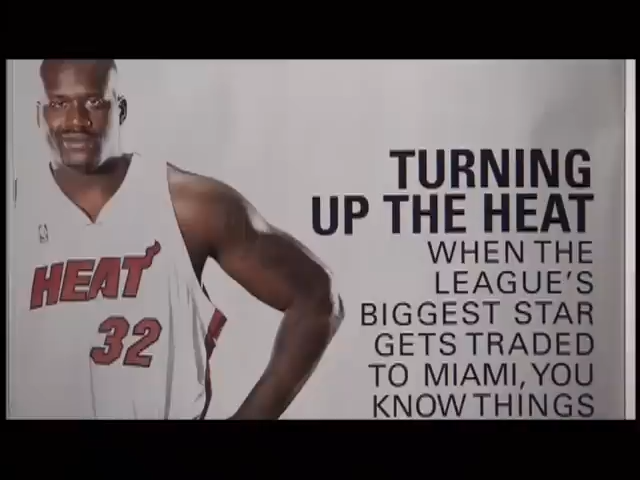 TURNING
UP THE HEAT
WHEN THE
LEAGUE'S
BIGGEST STAR
GETS TRADED
TO MIAMI, YOU
KNOW THINGS
HEAT
32